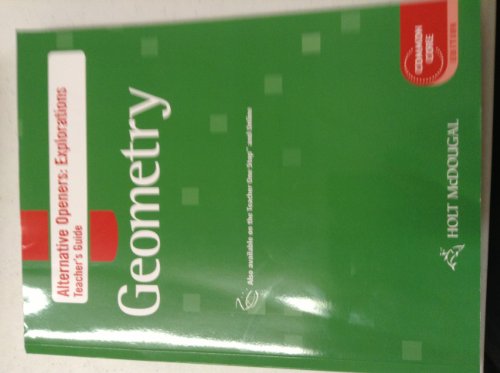 Alternative Openers: Explorations
Teacher's Guide
Geometry
Also available on the Teacher One Stop™ and Online
COMMON
CORE
EDITION
HOLT McDOUGAL